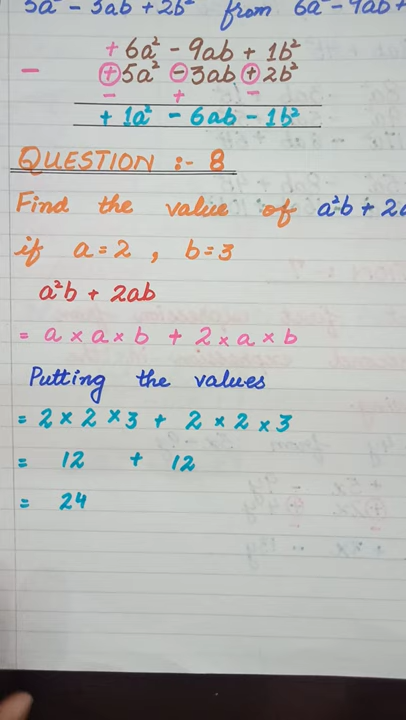 5a² - 3ab + 2b² from 6a² - 9ab +
+ 6a² - 9ab + 1b²
- + 5a² - 3ab + 2b²
- + -
+ 1a² - 6ab - 1b²
QUESTION :- 8
Find the value of a²b + 2a
if a = 2 , b = 3
a²b + 2ab
= a × a × b + 2 × a × b
Putting the values
= 2 × 2 × 3 + 2 × 2 × 3
= 12 + 12
= 24